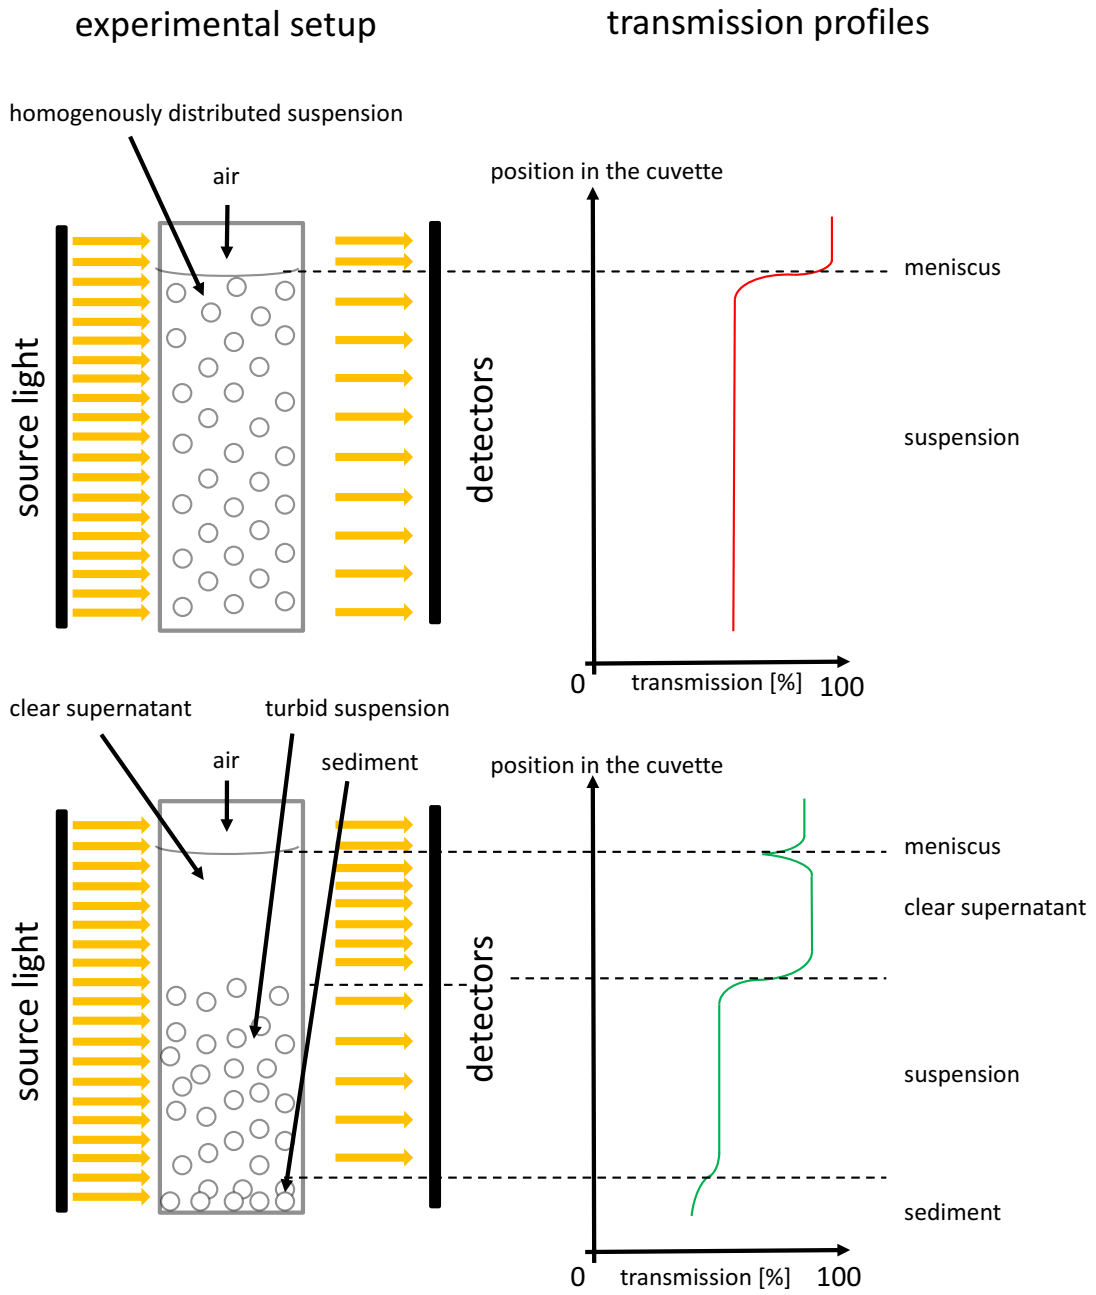 experimental setup
transmission profiles
homogenously distributed suspension
air
position in the cuvette
meniscus
source light
detectors
suspension
0
transmission [%]
100
clear supernatant
turbid suspension
air
sediment
position in the cuvette
meniscus
clear supernatant
source light
detectors
suspension
sediment
0
transmission [%]
100